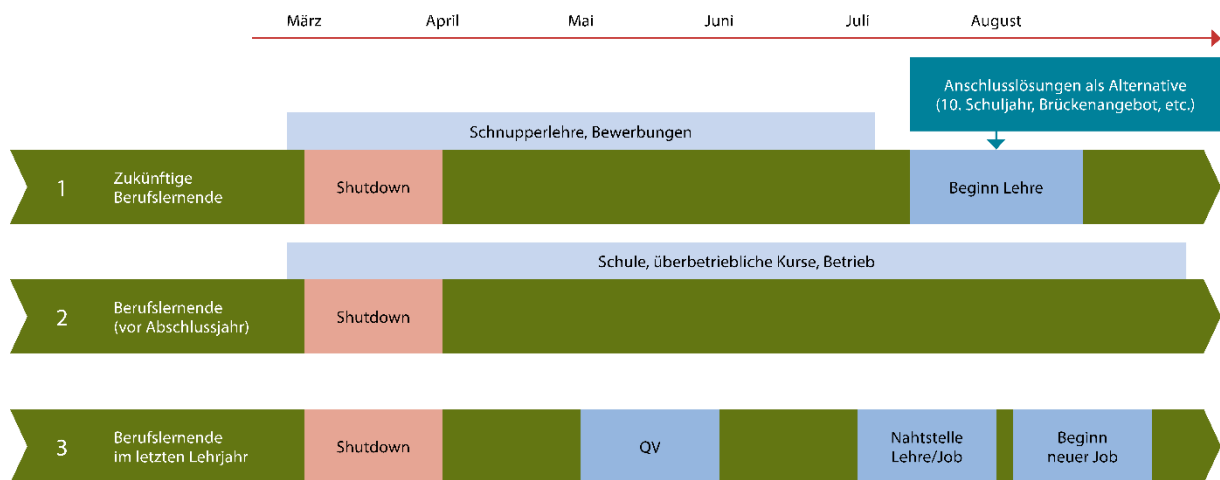 März April Mai Juni Juli August
Anschlusslösungen als Alternative
(10. Schuljahr, Brückenangebot, etc.)
Schnupperlehre, Bewerbungen
1 Zukünftige
Berufslernende
Shutdown
Beginn Lehre
Schule, überbetriebliche Kurse, Betrieb
2 Berufslernende
(vor Abschlussjahr)
Shutdown
3 Berufslernende
im letzten Lehrjahr
Shutdown
QV
Nahtstelle
Lehre/Job
Beginn
neuer Job